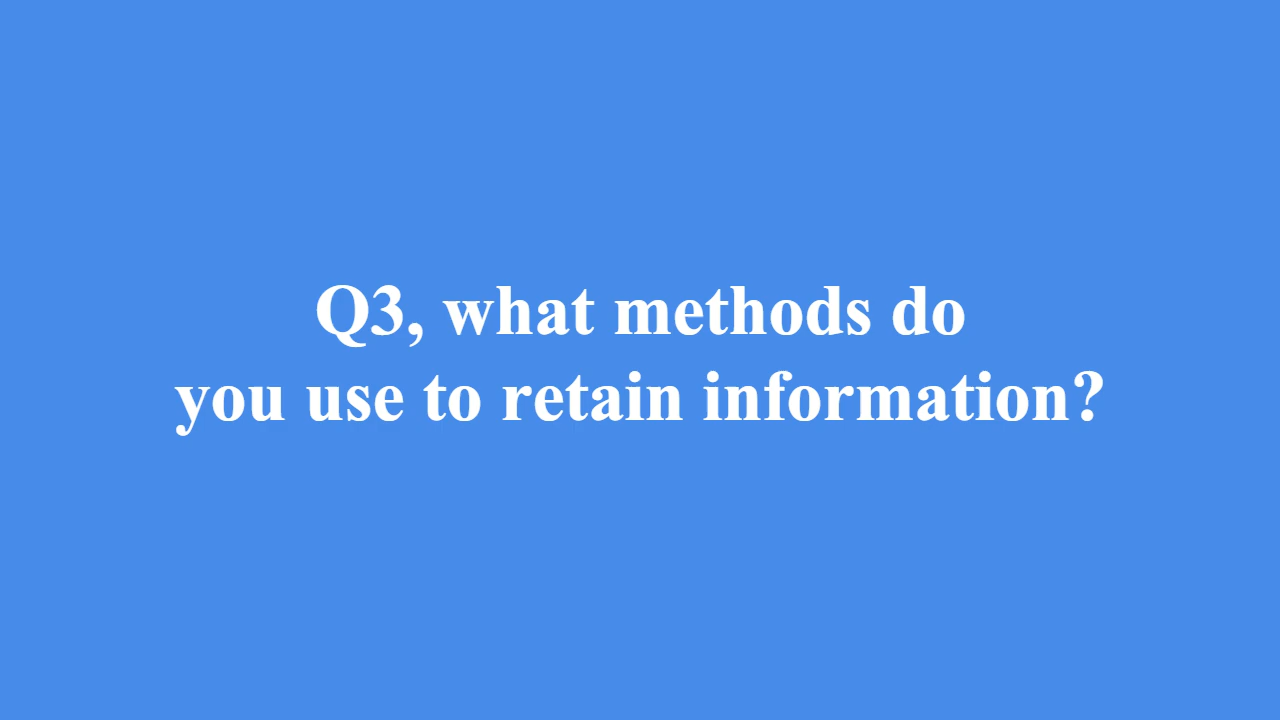 Q3, what methods do
you use to retain information?